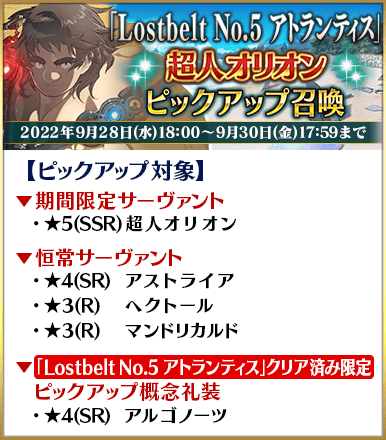 「Lostbelt No.5 アトランティス」
超人オリオン
ピックアップ召喚
2022年9月28日(水)18:00～9月30日(金)17:59まで
【ピックアップ対象】
▼期間限定サーヴァント
・★5(SSR) 超人オリオン
▼恒常サーヴァント
・★4(SR) アストライア
・★3(R) ヘクトール
・★3(R) マンドリカルド
▼「Lostbelt No.5 アトランティス」クリア済み限定
ピックアップ概念礼装
・★4(SR) アルゴノーツ